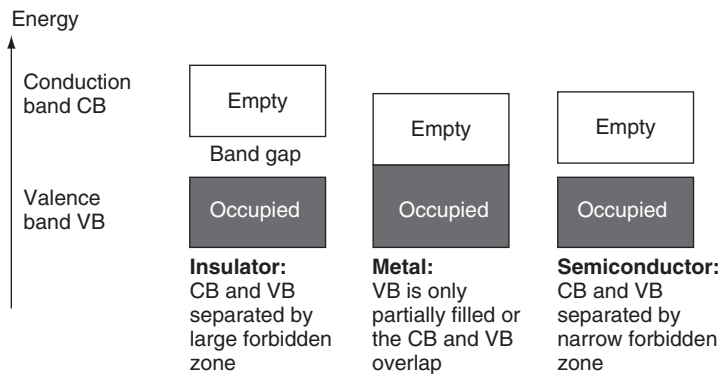 Energy
Conduction
band CB
Empty
Empty
Empty
Band gap
Valence
band VB
Occupied
Occupied
Occupied
Insulator:
CB and VB
separated by
large forbidden
zone
Metal:
VB is only
partially filled or
the CB and VB
overlap
Semiconductor:
CB and VB
separated by
narrow forbidden
zone